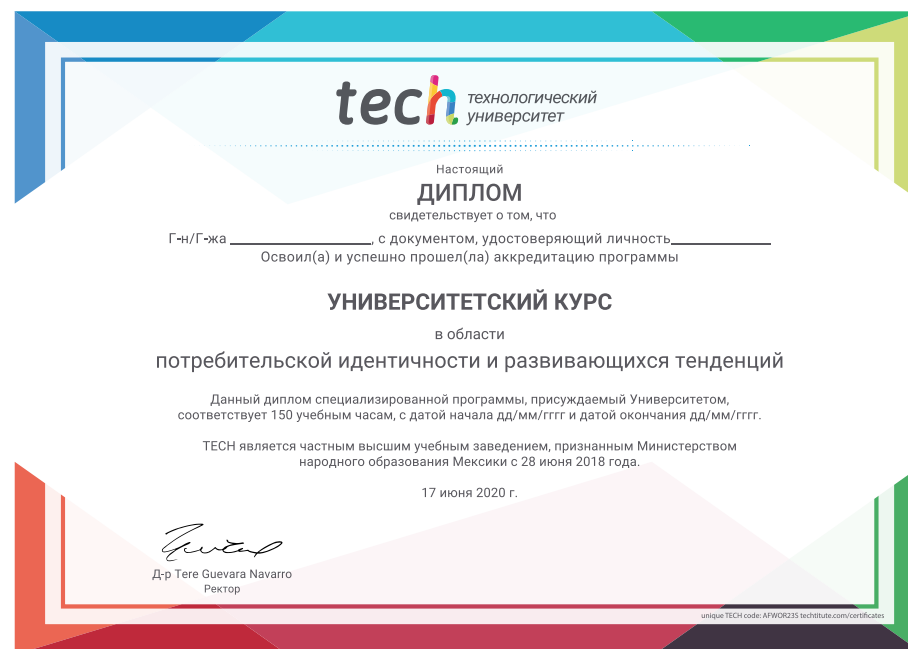 tech технологический
университет
Настоящий
ДИПЛОМ
свидетельствует о том, что
Г-н/Г-жа ____________________, с документом, удостоверяющий личность______________
Освоил(а) и успешно прошел(ла) аккредитацию программы
УНИВЕРСИТЕТСКИЙ КУРС
в области
потребительской идентичности и развивающихся тенденций
Данный диплом специализированной программы, присуждаемый Университетом,
соответствует 150 учебным часам, с датой начала дд/мм/гггг и датой окончания дд/мм/гггг.
TECH является частным высшим учебным заведением, признанным Министерством
народного образования Мексики с 28 июня 2018 года.
17 июня 2020 г.
Д-р Tere Guevara Navarro
Ректор
unique TECH code: AFWOR23S techtitute.com/certificates